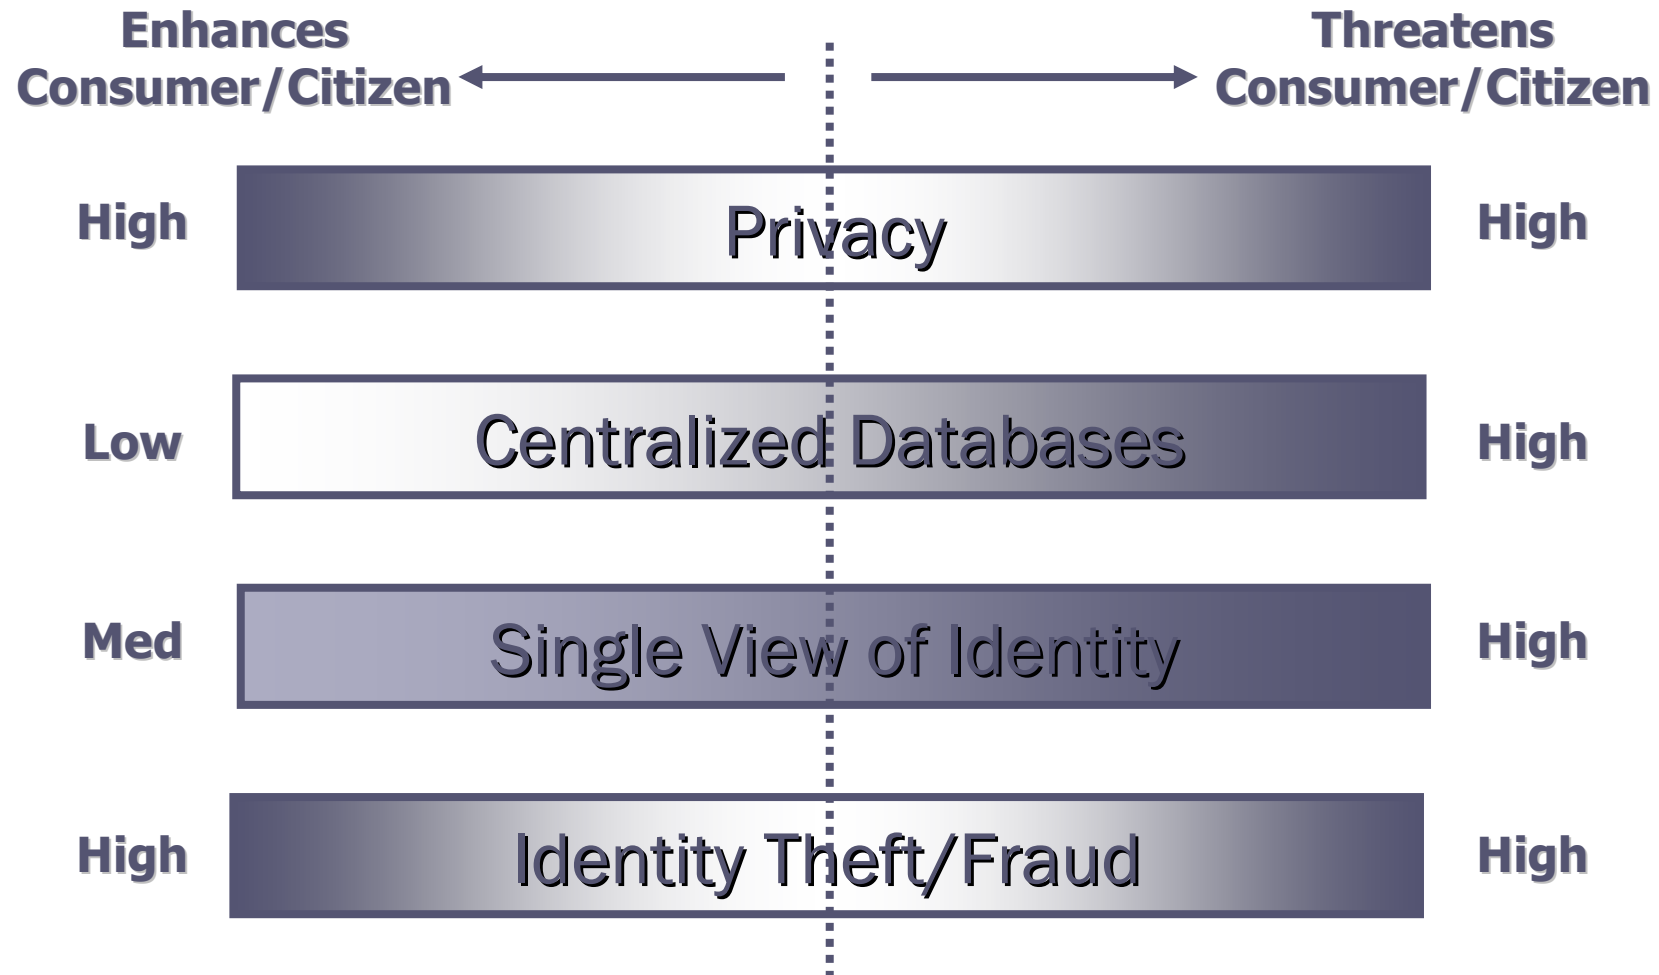 Enhances
Consumer/Citizen
Threatens
Consumer/Citizen
High
Privacy
High
Low
Centralized Databases
High
Med
Single View of Identity
High
High
Identity Theft/Fraud
High